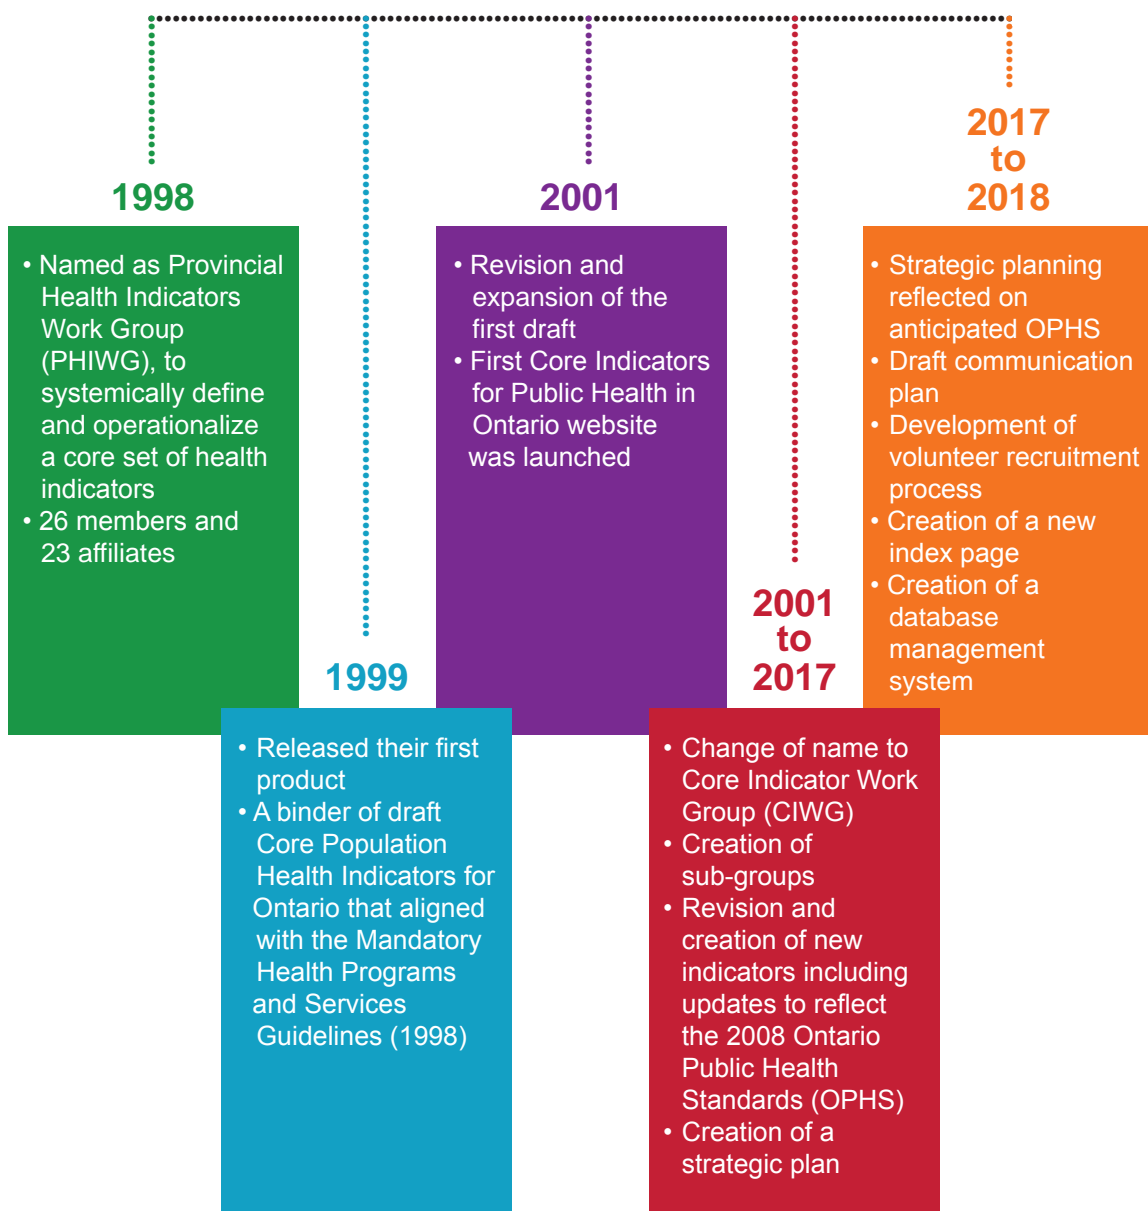 1998
• Named as Provincial
Health Indicators
Work Group
(PHIWG), to
systemically define
and operationalize
a core set of health
indicators
• 26 members and
23 affiliates
1999
• Released their first
product
• A binder of draft
Core Population
Health Indicators for
Ontario that aligned
with the Mandatory
Health Programs
and Services
Guidelines (1998)
2001
• Revision and
expansion of the
first draft
• First Core Indicators
for Public Health in
Ontario website
was launched
2001
to
2017
• Change of name to
Core Indicator Work
Group (CIWG)
• Creation of
sub-groups
• Revision and
creation of new
indicators including
updates to reflect
the 2008 Ontario
Public Health
Standards (OPHS)
• Creation of a
strategic plan
2017
to
2018
• Strategic planning
reflected on
anticipated OPHS
• Draft communication
plan
• Development of
volunteer recruitment
process
• Creation of a new
index page
• Creation of a
database
management
system